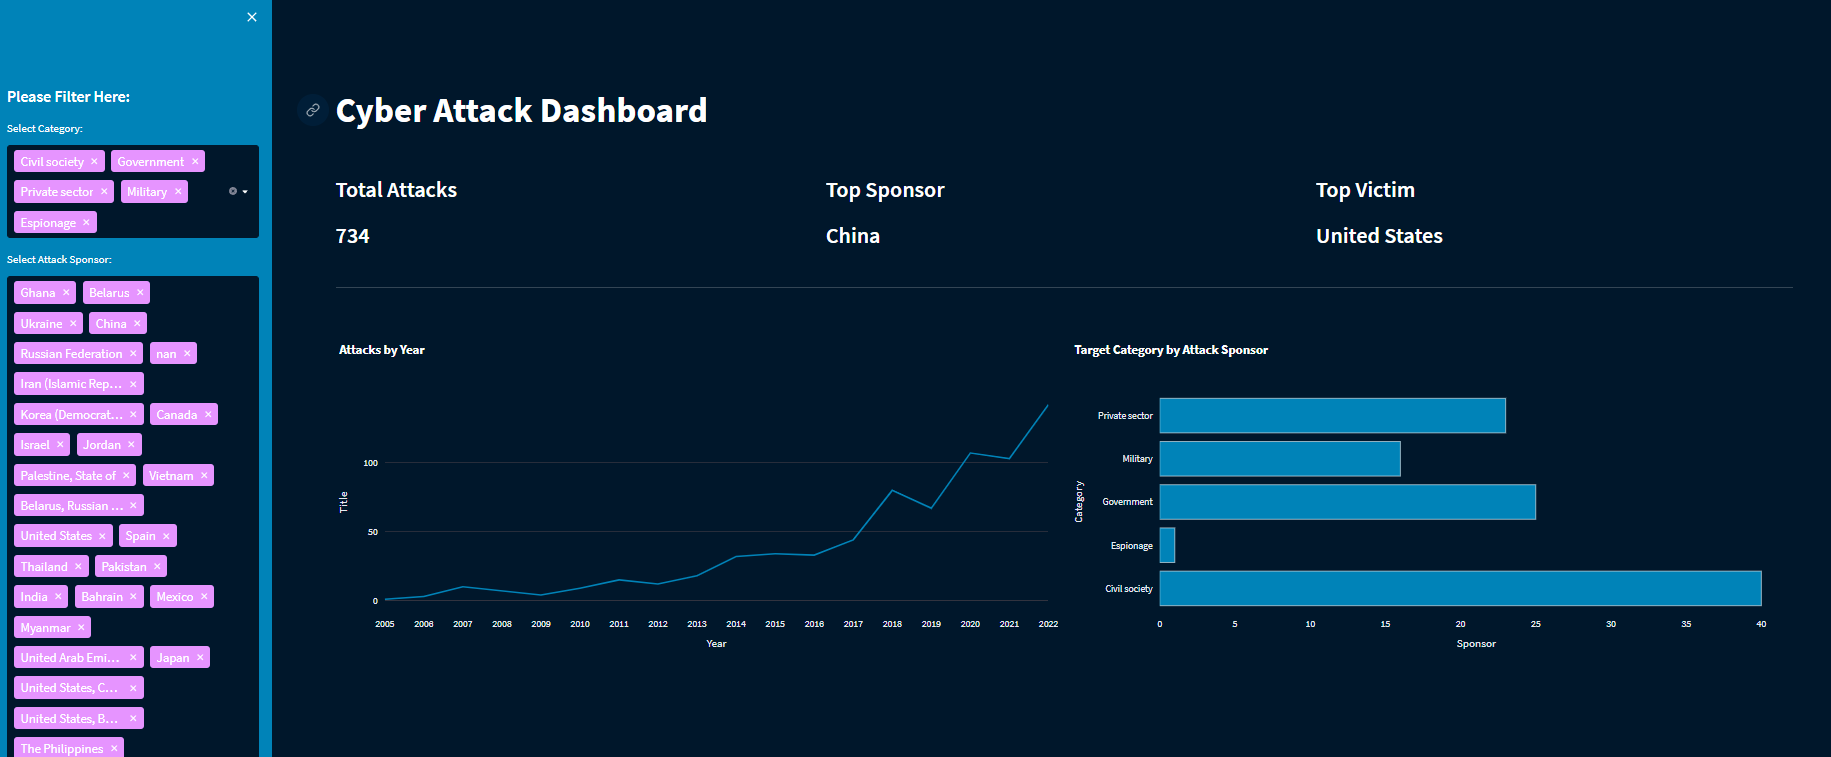 Please Filter Here:
Select Category:
Civil society × Government ×
Private sector × Military ×
Espionage ×
Select Attack Sponsor:
Ghana × Belarus ×
Ukraine × China ×
Russian Federation × nan ×
Iran (Islamic Rep... ×
Korea (Democrat... × Canada ×
Israel × Jordan ×
Palestine, State of × Vietnam ×
Belarus, Russian ... ×
United States × Spain ×
Thailand × Pakistan ×
India × Bahrain × Mexico ×
Myanmar ×
United Arab Emi... × Japan ×
United States, C... ×
United States, B... ×
The Philippines ×
Cyber Attack Dashboard
Total Attacks
734
Top Sponsor
China
Top Victim
United States
Attacks by Year
Title
100
50
0
2005 2006 2007 2008 2009 2010 2011 2012 2013 2014 2015 2016 2017 2018 2019 2020 2021 2022
Year
Target Category by Attack Sponsor
Category
Private sector
Military
Government
Espionage
Civil society
0 5 10 15 20 25 30 35 40
Sponsor